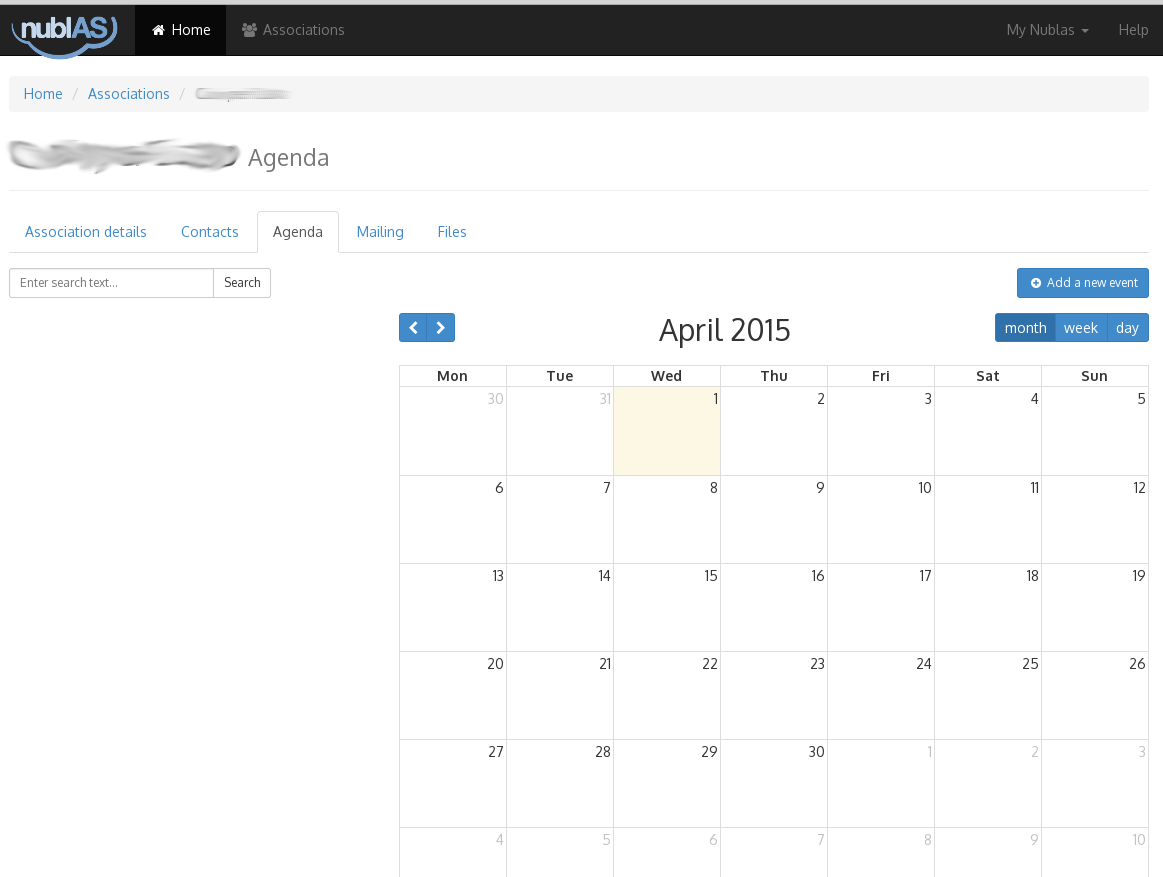 nublAS Home Associations My Nublas Help
Home / Associations /
Agenda
Association details Contacts Agenda Mailing Files
Enter search text... Search Add a new event
April 2015 month week day
Mon Tue Wed Thu Fri Sat Sun
30 31 1 2 3 4 5
6 7 8 9 10 11 12
13 14 15 16 17 18 19
20 21 22 23 24 25 26
27 28 29 30 1 2 3
4 5 6 7 8 9 10